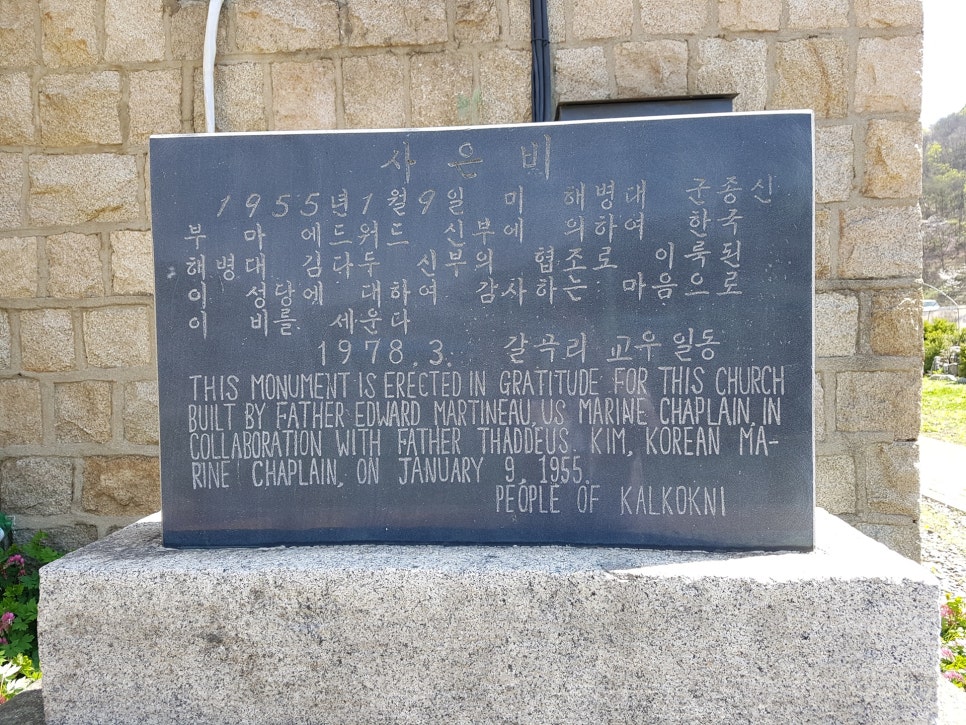 사 은 비
1955년1월9일 미 해병대 군종신
부 마 에드워드 신부에 의하여 한국
해병대 김다두 신부의 협조로 이룩된
이 성당에 대하여 감사하는 마음으로
이 비를 세운다
1978.3. 갈곡리 교우일동
THIS MONUMENT IS ERECTED IN GRATITUDE FOR THIS CHURCH
BUILT BY FATHER EDWARD MARTINEAU, US MARINE CHAPLAIN, IN
COLLABORATION WITH FATHER THADDEUS. KIM, KOREAN MA-
RINE CHAPLAIN, ON JANUARY 9, 1955.
PEOPLE OF KALKOKNI